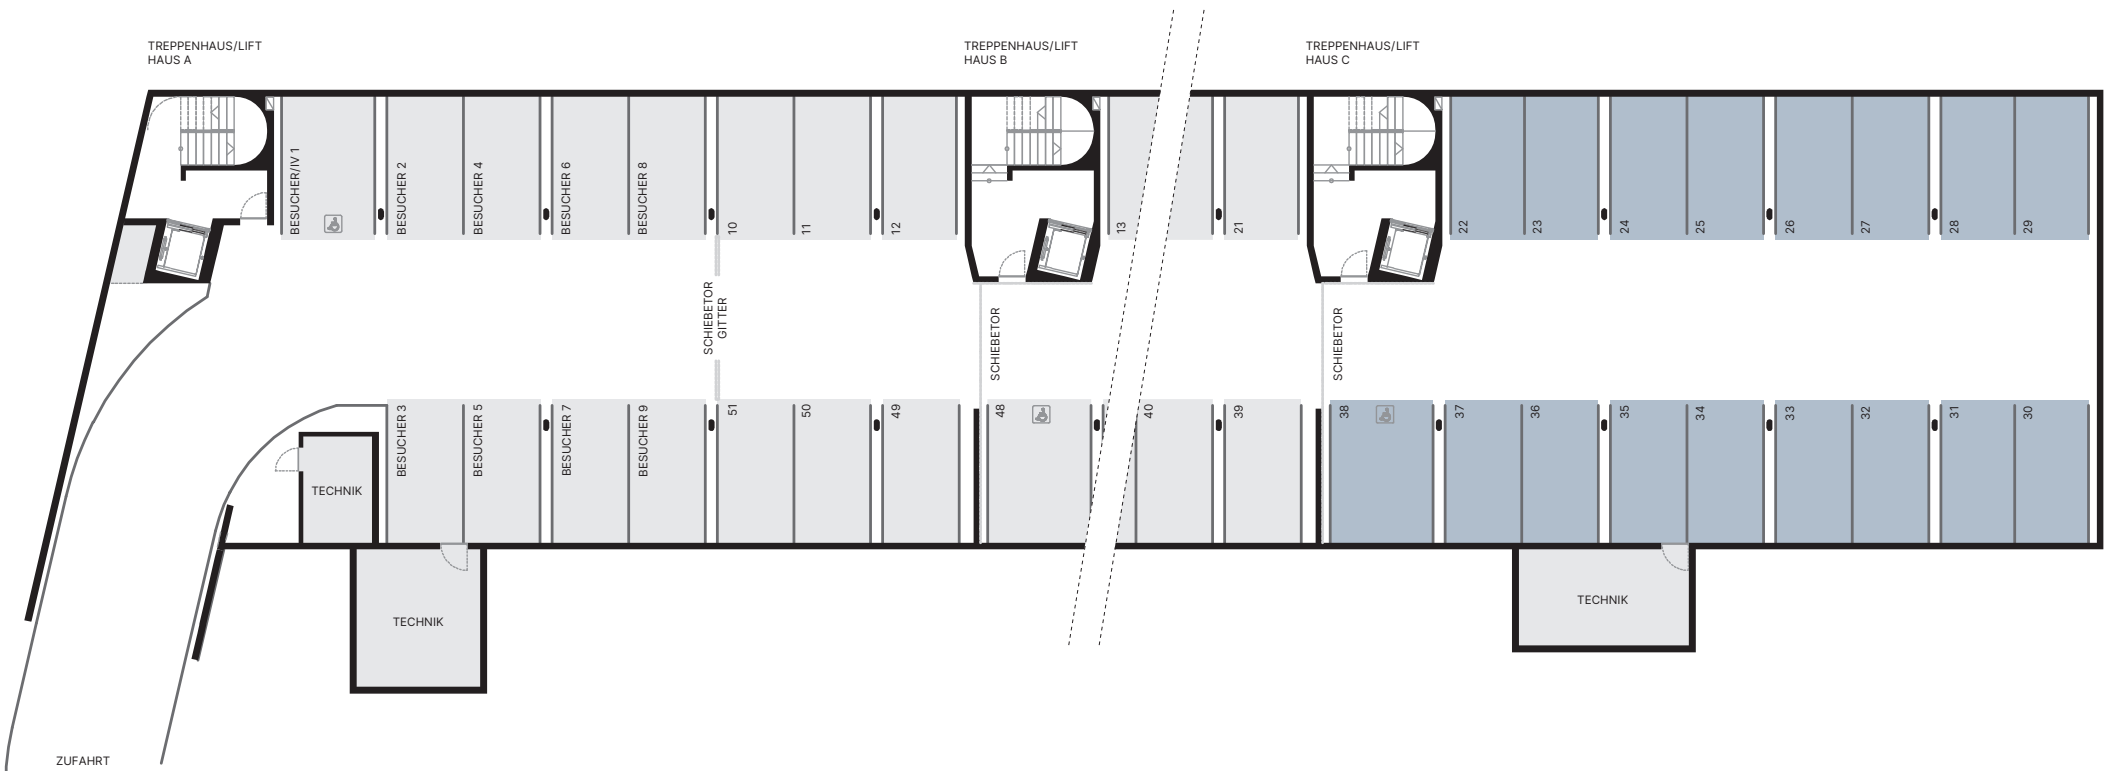 TREPPENHAUS/LIFT
HAUS A
TREPPENHAUS/LIFT
HAUS B
TREPPENHAUS/LIFT
HAUS C
BESUCHER/IV 1
BESUCHER 2
BESUCHER 4
BESUCHER 6
BESUCHER 8
10
11
12
13
21
22
23
24
25
26
27
28
29
SCHIEBETOR
GITTER
SCHIEBETOR
SCHIEBETOR
BESUCHER 3
BESUCHER 5
BESUCHER 7
BESUCHER 9
51
50
49
48
40
39
38
37
36
35
34
33
32
31
30
TECHNIK
TECHNIK
TECHNIK
ZUFAHRT